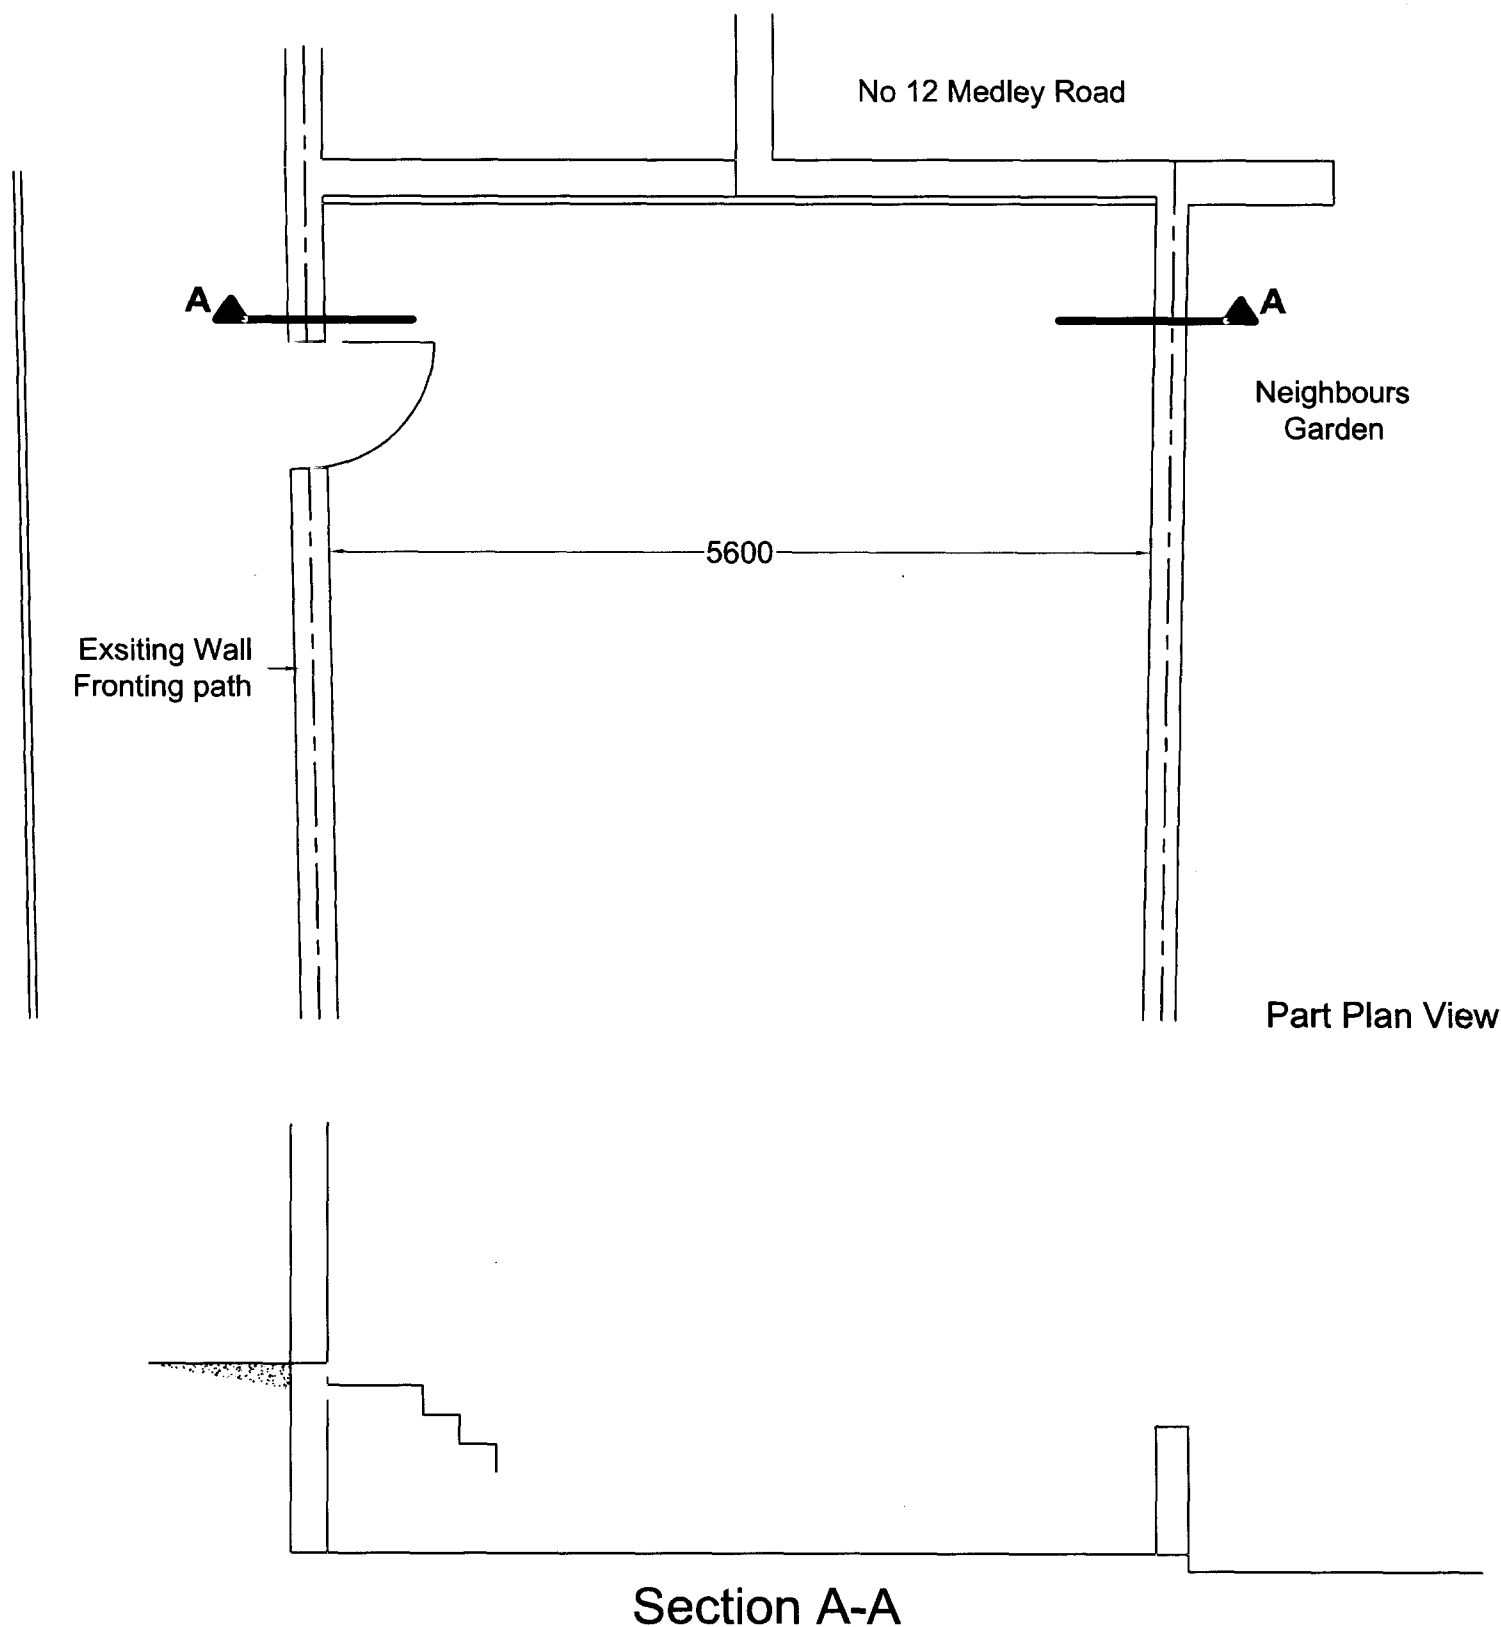 No 12 Medley Road
A
A
Neighbours
Garden
5600
Exsiting Wall
Fronting path
Part Plan View
Section A-A